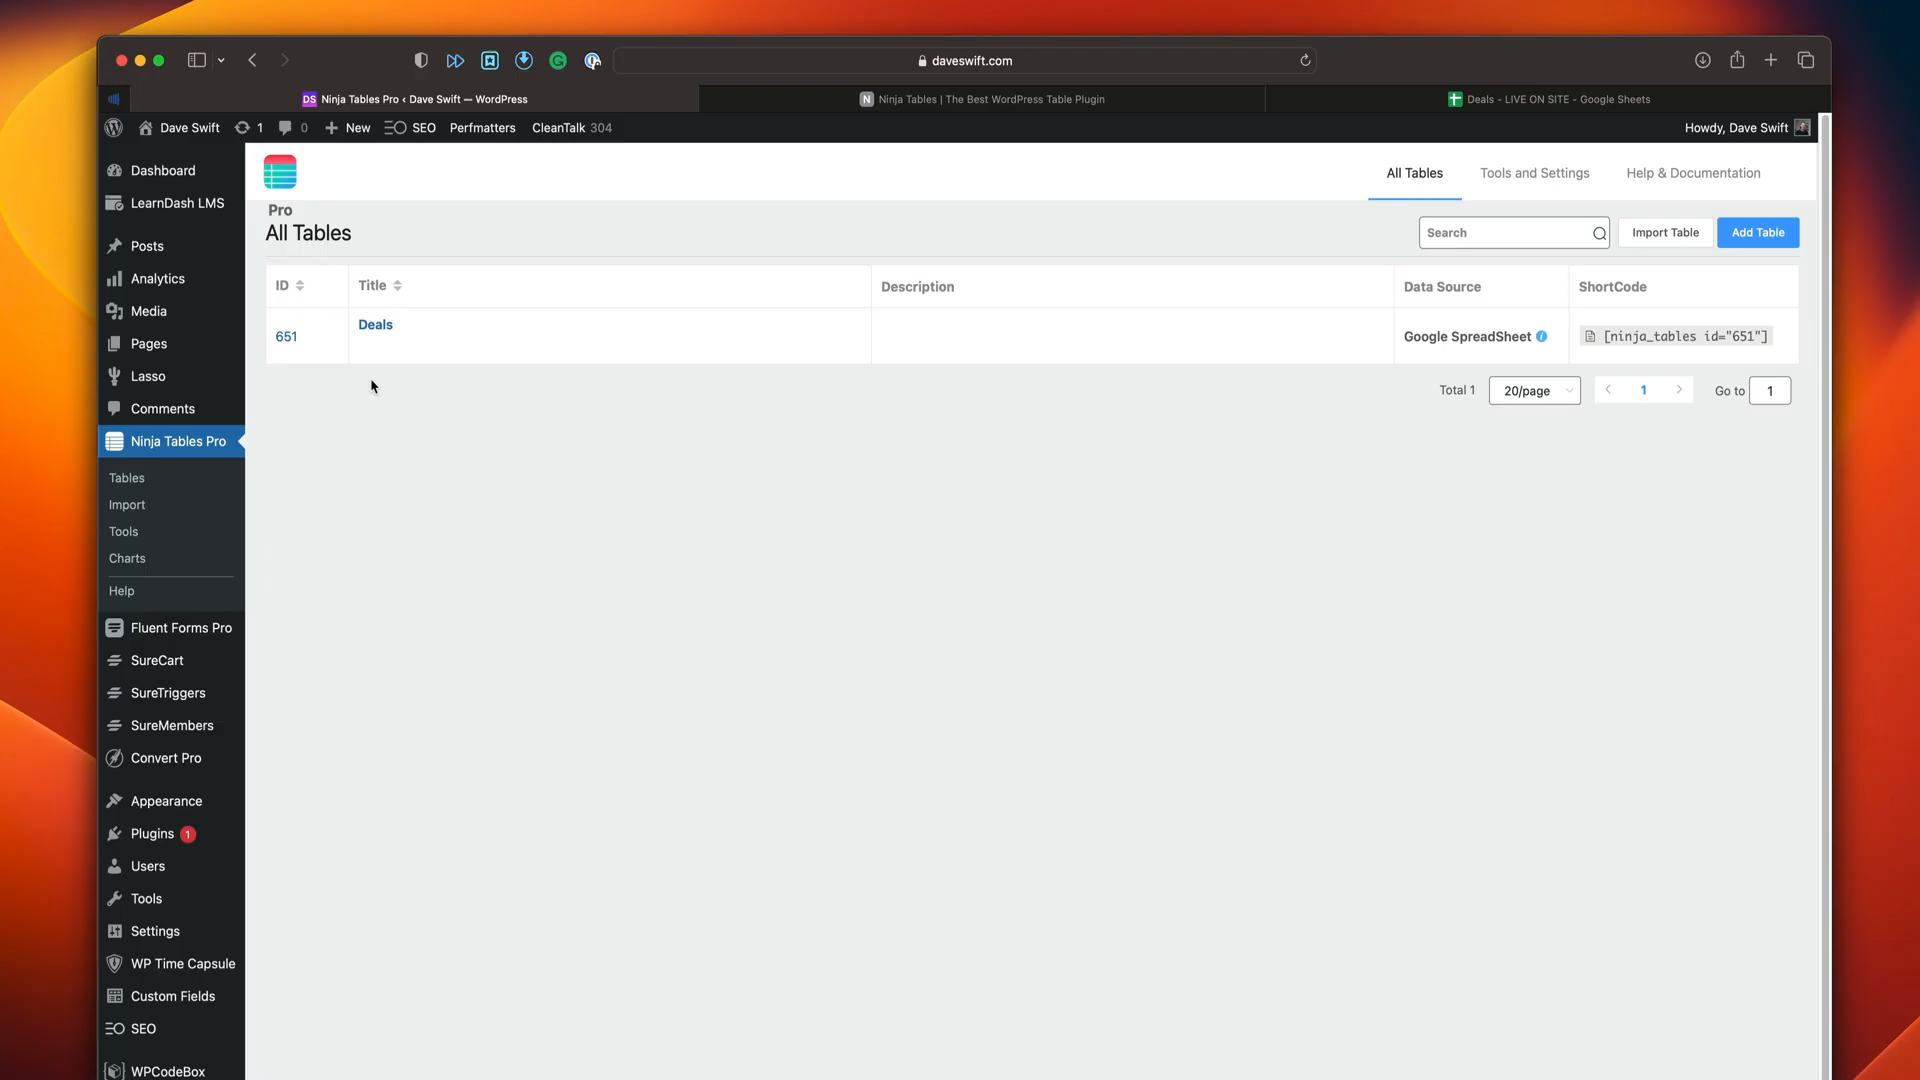 daveswift.com
DS Ninja Tables Pro ‹ Dave Swift — WordPress
N Ninja Tables | The Best WordPress Table Plugin
Deals - LIVE ON SITE - Google Sheets
Dave Swift 1 0 New SEO Perfmatters CleanTalk 304
Howdy, Dave Swift
Dashboard
LearnDash LMS
Posts
Analytics
Media
Pages
Lasso
Comments
Ninja Tables Pro
Tables
Import
Tools
Charts
Help
Fluent Forms Pro
SureCart
SureTriggers
SureMembers
Convert Pro
Appearance
Plugins 1
Users
Tools
Settings
WP Time Capsule
Custom Fields
SEO
WPCodeBox
All Tables Tools and Settings Help & Documentation
Pro
All Tables
Search Import Table Add Table
ID Title Description Data Source ShortCode
651 Deals Google SpreadSheet [ninja_tables id="651"]
Total 1 20/page 1 Go to 1